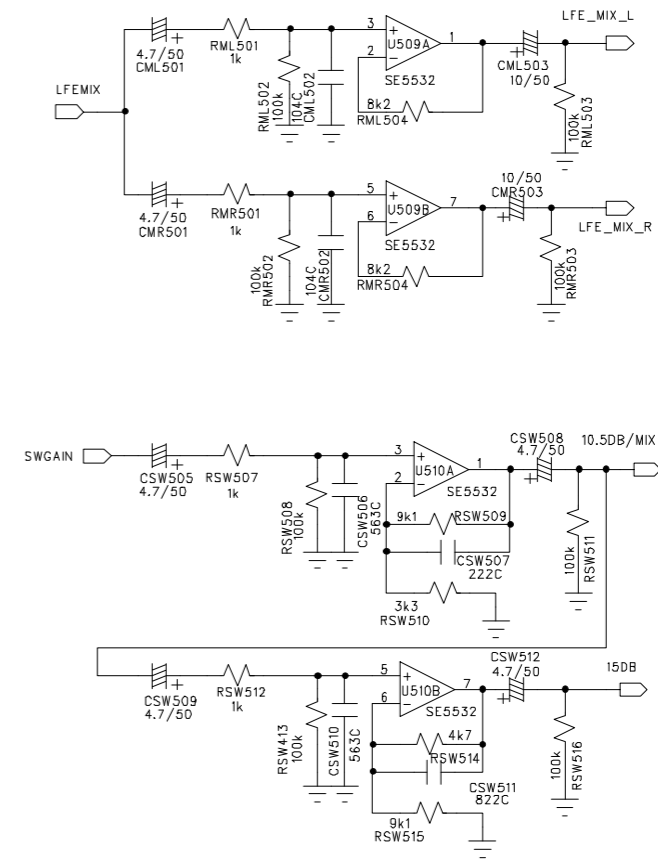 LFE_MIX_L
4.7/50
CML501
RML501
1k
3
+
U509A
1
2
−
SE5532
+
CML503
10/50
LFEMIX
RML502
100k
104C
CML502
8k2
RML504
100k
RML503
+
4.7/50
CMR501
RMR501
1k
5
+
U509B
7
6
−
SE5532
10/50
CMR503
+
LFE_MIX_R
100k
RMR502
104C
CMR502
8k2
RMR504
100k
RMR503
SWGAIN
+
CSW505
4.7/50
RSW507
1k
3
+
U510A
1
2
−
SE5532
CSW508
4.7/50
+
10.5DB/MIX
RSW508
100k
CSW506
563C
9k1
RSW509
CSW507
222C
3k3
RSW510
100k
RSW511
+
CSW509
4.7/50
RSW512
1k
5
+
U510B
7
6
−
SE5532
CSW512
4.7/50
+
15DB
RSW413
100k
CSW510
563C
4k7
RSW514
CSW511
822C
9k1
RSW515
100k
RSW516